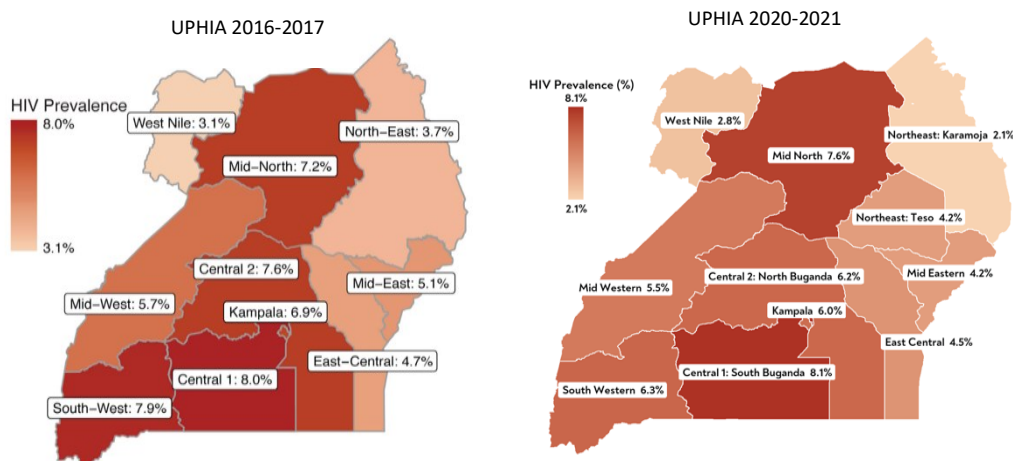 UPHIA 2016-2017
HIV Prevalence
8.0%
3.1%
West Nile: 3.1%
North−East: 3.7%
Mid−North: 7.2%
Central 2: 7.6%
Mid−East: 5.1%
Mid−West: 5.7%
Kampala: 6.9%
East−Central: 4.7%
Central 1: 8.0%
South−West: 7.9%
UPHIA 2020-2021
HIV Prevalence (%)
8.1%
2.1%
West Nile 2.8%
Northeast: Karamoja 2.1%
Mid North 7.6%
Northeast: Teso 4.2%
Central 2: North Buganda 6.2%
Mid Eastern 4.2%
Mid Western 5.5%
Kampala 6.0%
East Central 4.5%
Central 1: South Buganda 8.1%
South Western 6.3%